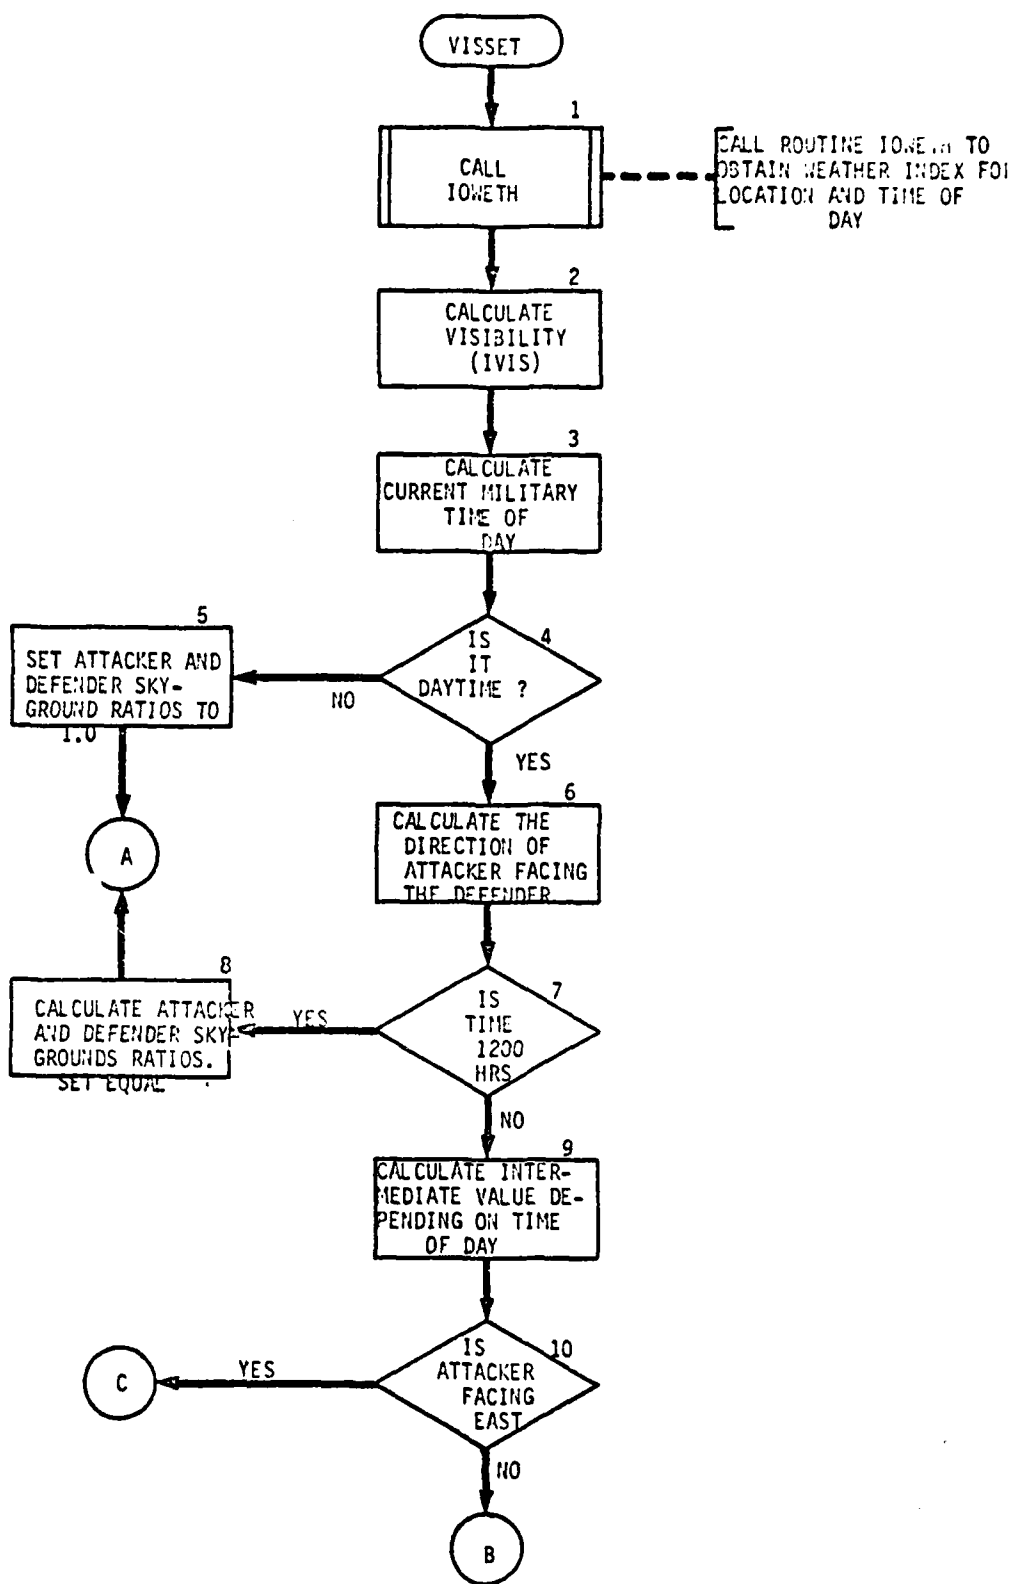 VISSET
1
CALL
IOWETH
CALL ROUTINE IOWETH TO
OBTAIN WEATHER INDEX FOR
LOCATION AND TIME OF
DAY
2
CALCULATE
VISIBILITY
(IVIS)
3
CALCULATE
CURRENT MILITARY
TIME OF
DAY
4
IS
IT
DAYTIME ?
NO
YES
5
SET ATTACKER AND
DEFENDER SKY-
GROUND RATIOS TO
1.0
A
6
CALCULATE THE
DIRECTION OF
ATTACKER FACING
THE DEFENDER
7
IS
TIME
1200
HRS
YES
NO
8
CALCULATE ATTACKER
AND DEFENDER SKY-
GROUNDS RATIOS.
SET EQUAL
9
CALCULATE INTER-
MEDIATE VALUE DE-
PENDING ON TIME
OF DAY
10
IS
ATTACKER
FACING
EAST
YES
C
NO
B